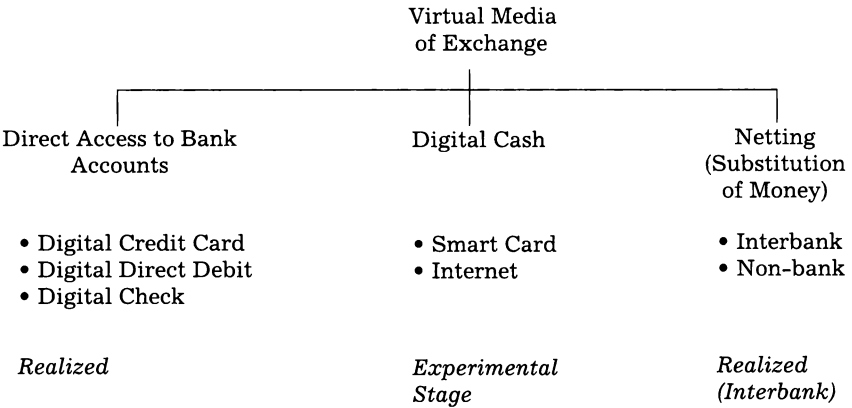 Virtual Media
of Exchange
Direct Access to Bank
Accounts
• Digital Credit Card
• Digital Direct Debit
• Digital Check
Realized
Digital Cash
• Smart Card
• Internet
Experimental
Stage
Netting
(Substitution
of Money)
• Interbank
• Non-bank
Realized
(Interbank)